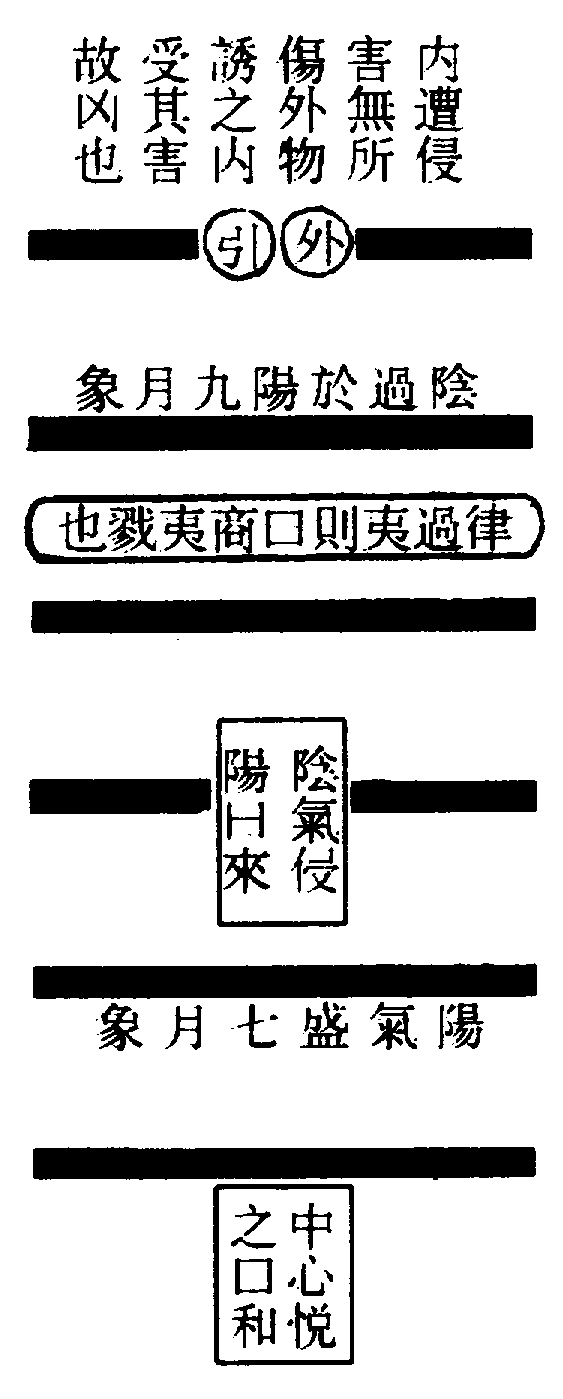 内遭侵
害無所
傷外物
誘之内
受其害
故凶也
外引
陰過於陽九月象
律過夷則口商夷戮也
陰氣侵
陽來
陽氣盛七月象
中心悦
之口和